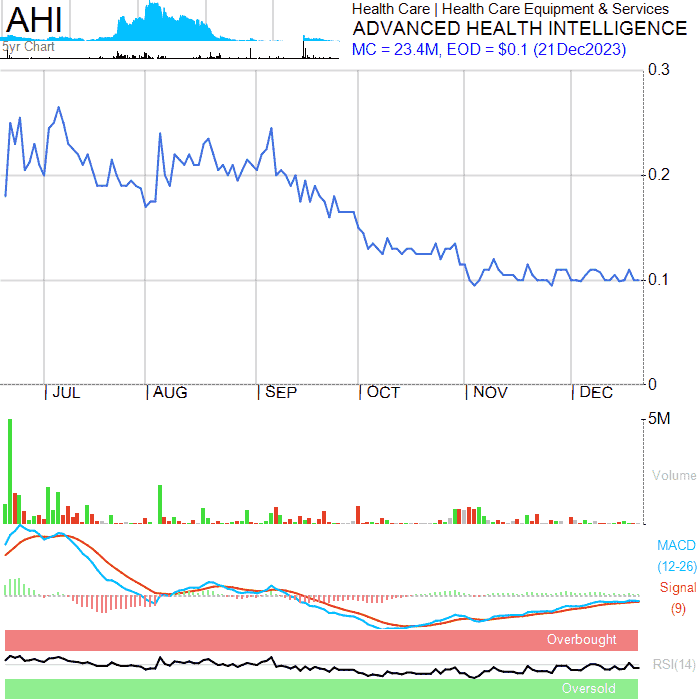 AHI
5yr Chart
Health Care | Health Care Equipment & Services
ADVANCED HEALTH INTELLIGENCE
MC = 23.4M, EOD = $0.1 (21Dec2023)
0.3
0.2
0.1
0
JUL
AUG
SEP
OCT
NOV
DEC
5M
Volume
MACD
(12-26)
Signal
(9)
Overbought
RSI(14)
Oversold